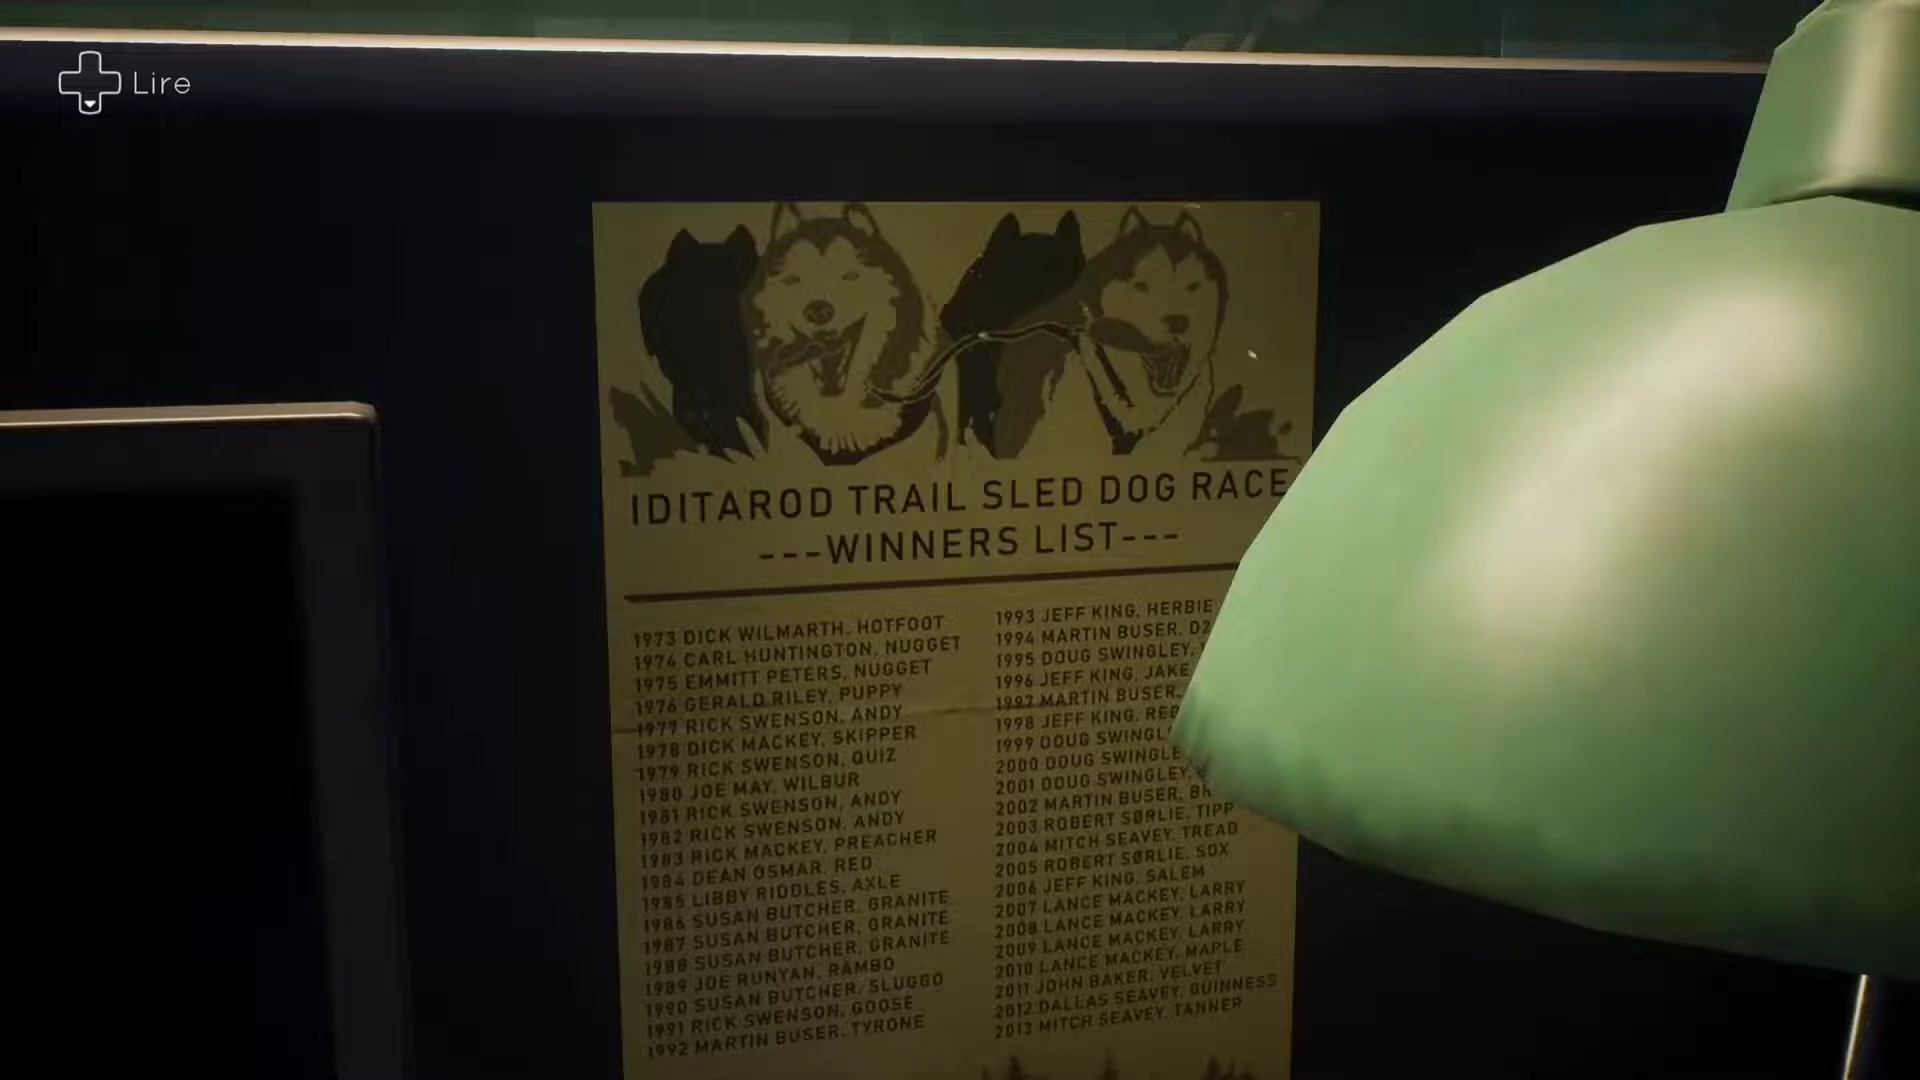 Lire
IDITAROD TRAIL SLED DOG RACE
---WINNERS LIST---
1973 DICK WILMARTH, HOTFOOT
1974 CARL HUNTINGTON, NUGGET
1975 EMMITT PETERS, NUGGET
1976 GERALD RILEY, PUPPY
1977 RICK SWENSON, ANDY
1978 DICK MACKEY, SKIPPER
1979 RICK SWENSON, QUIZ
1980 JOE MAY, WILBUR
1981 RICK SWENSON, ANDY
1982 RICK SWENSON, ANDY
1983 RICK MACKEY, PREACHER
1984 DEAN OSMAR, RED
1985 LIBBY RIDDLES, AXLE
1986 SUSAN BUTCHER, GRANITE
1987 SUSAN BUTCHER, GRANITE
1988 SUSAN BUTCHER, GRANITE
1989 JOE RUNYAN, RAMBO
1990 SUSAN BUTCHER, SLUGGO
1991 RICK SWENSON, GOOSE
1992 MARTIN BUSER, TYRONE
1993 JEFF KING, HERBIE
1994 MARTIN BUSER, D2
1995 DOUG SWINGLEY,
1996 JEFF KING, JAKE
1997 MARTIN BUSER,
1998 JEFF KING,
1999 DOUG
2000 DOUG
2001 DOUG SWINGLEY,
2002 MARTIN BUSER,
2003 ROBERT SØRLIE, TIPP
2004 MITCH SEAVEY, TREAD
2005 ROBERT SØRLIE, SOX
2006 JEFF KING, SALEM
2007 LANCE MACKEY, LARRY
2008 LANCE MACKEY, LARRY
2009 LANCE MACKEY, LARRY
2010 LANCE MACKEY, MAPLE
2011 JOHN BAKER, VELVET
2012 DALLAS SEAVEY, GUINNESS
2013 MITCH SEAVEY, TANNER